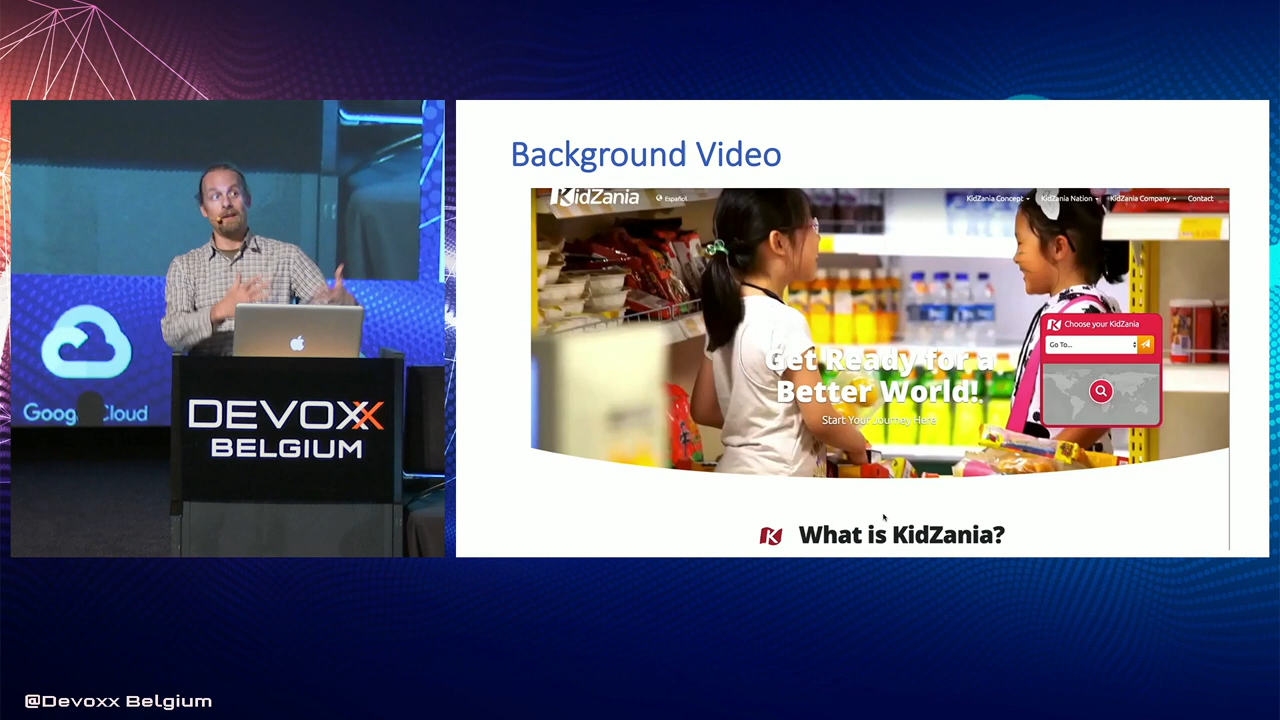 Background Video
KidZania
Español
KidZania Concept
KidZania Nation
KidZania Company
Contact
Choose your KidZania
Go To...
Get Ready for a
Better World!
Start Your Journey Here
What is KidZania?
Google Cloud
DEVOXX
BELGIUM
@Devoxx Belgium